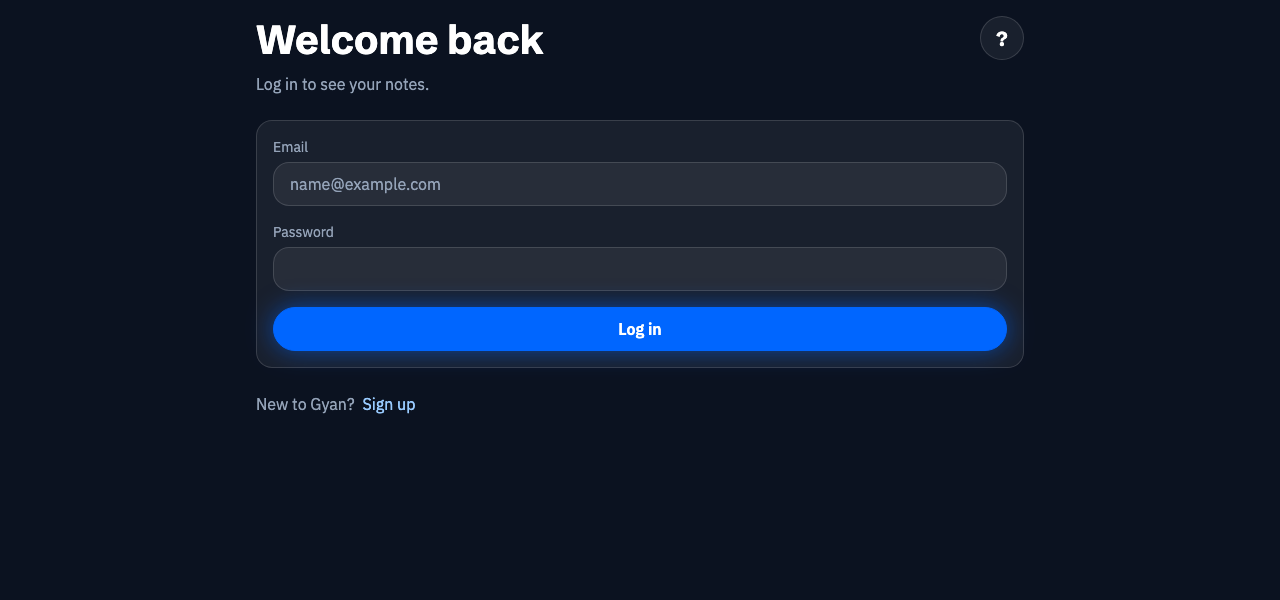 Welcome back
?
Log in to see your notes.
Email
name@example.com
Password
Log in
New to Gyan? Sign up